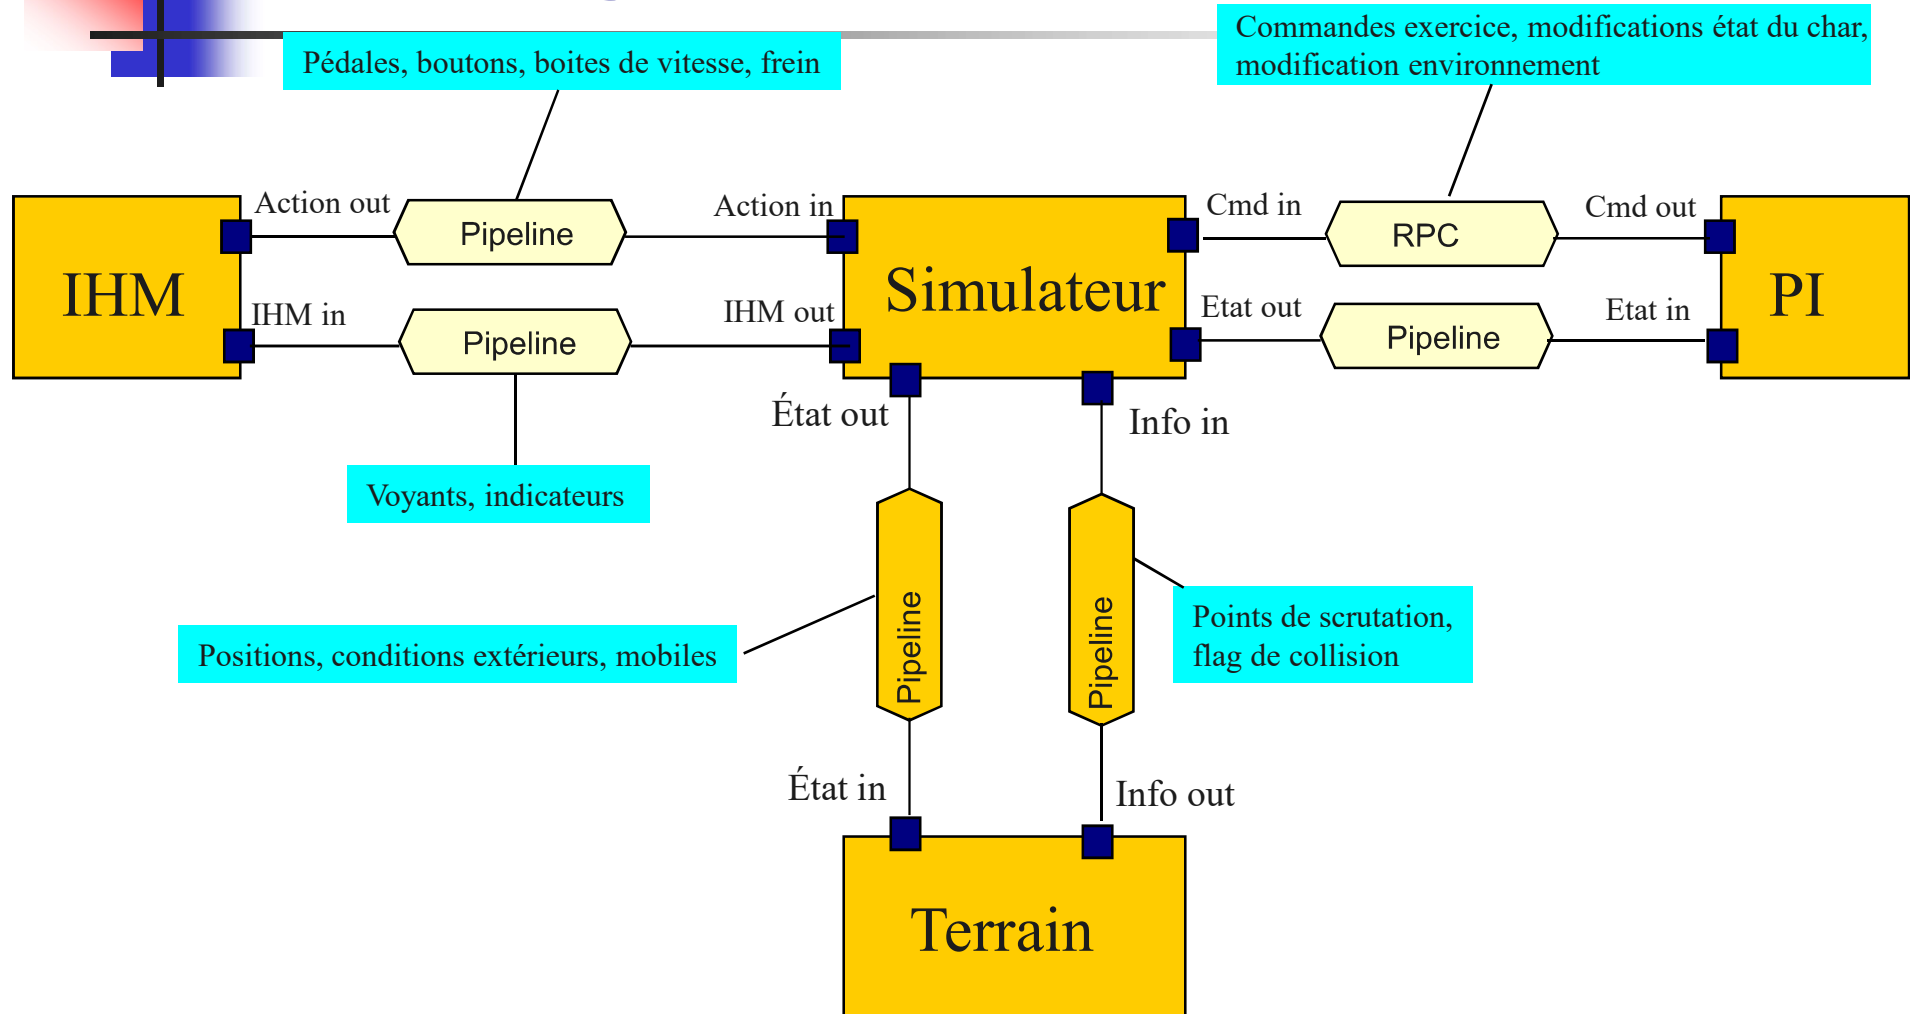 Commandes exercice, modifications état du char,
modification environnement
Pédales, boutons, boites de vitesse, frein
Action out
Pipeline
Action in
Cmd in
RPC
Cmd out
IHM
Simulateur
PI
IHM in
Pipeline
IHM out
Etat out
Pipeline
Etat in
État out
Info in
Voyants, indicateurs
Pipeline
Pipeline
Points de scrutation,
flag de collision
Positions, conditions extérieurs, mobiles
État in
Info out
Terrain